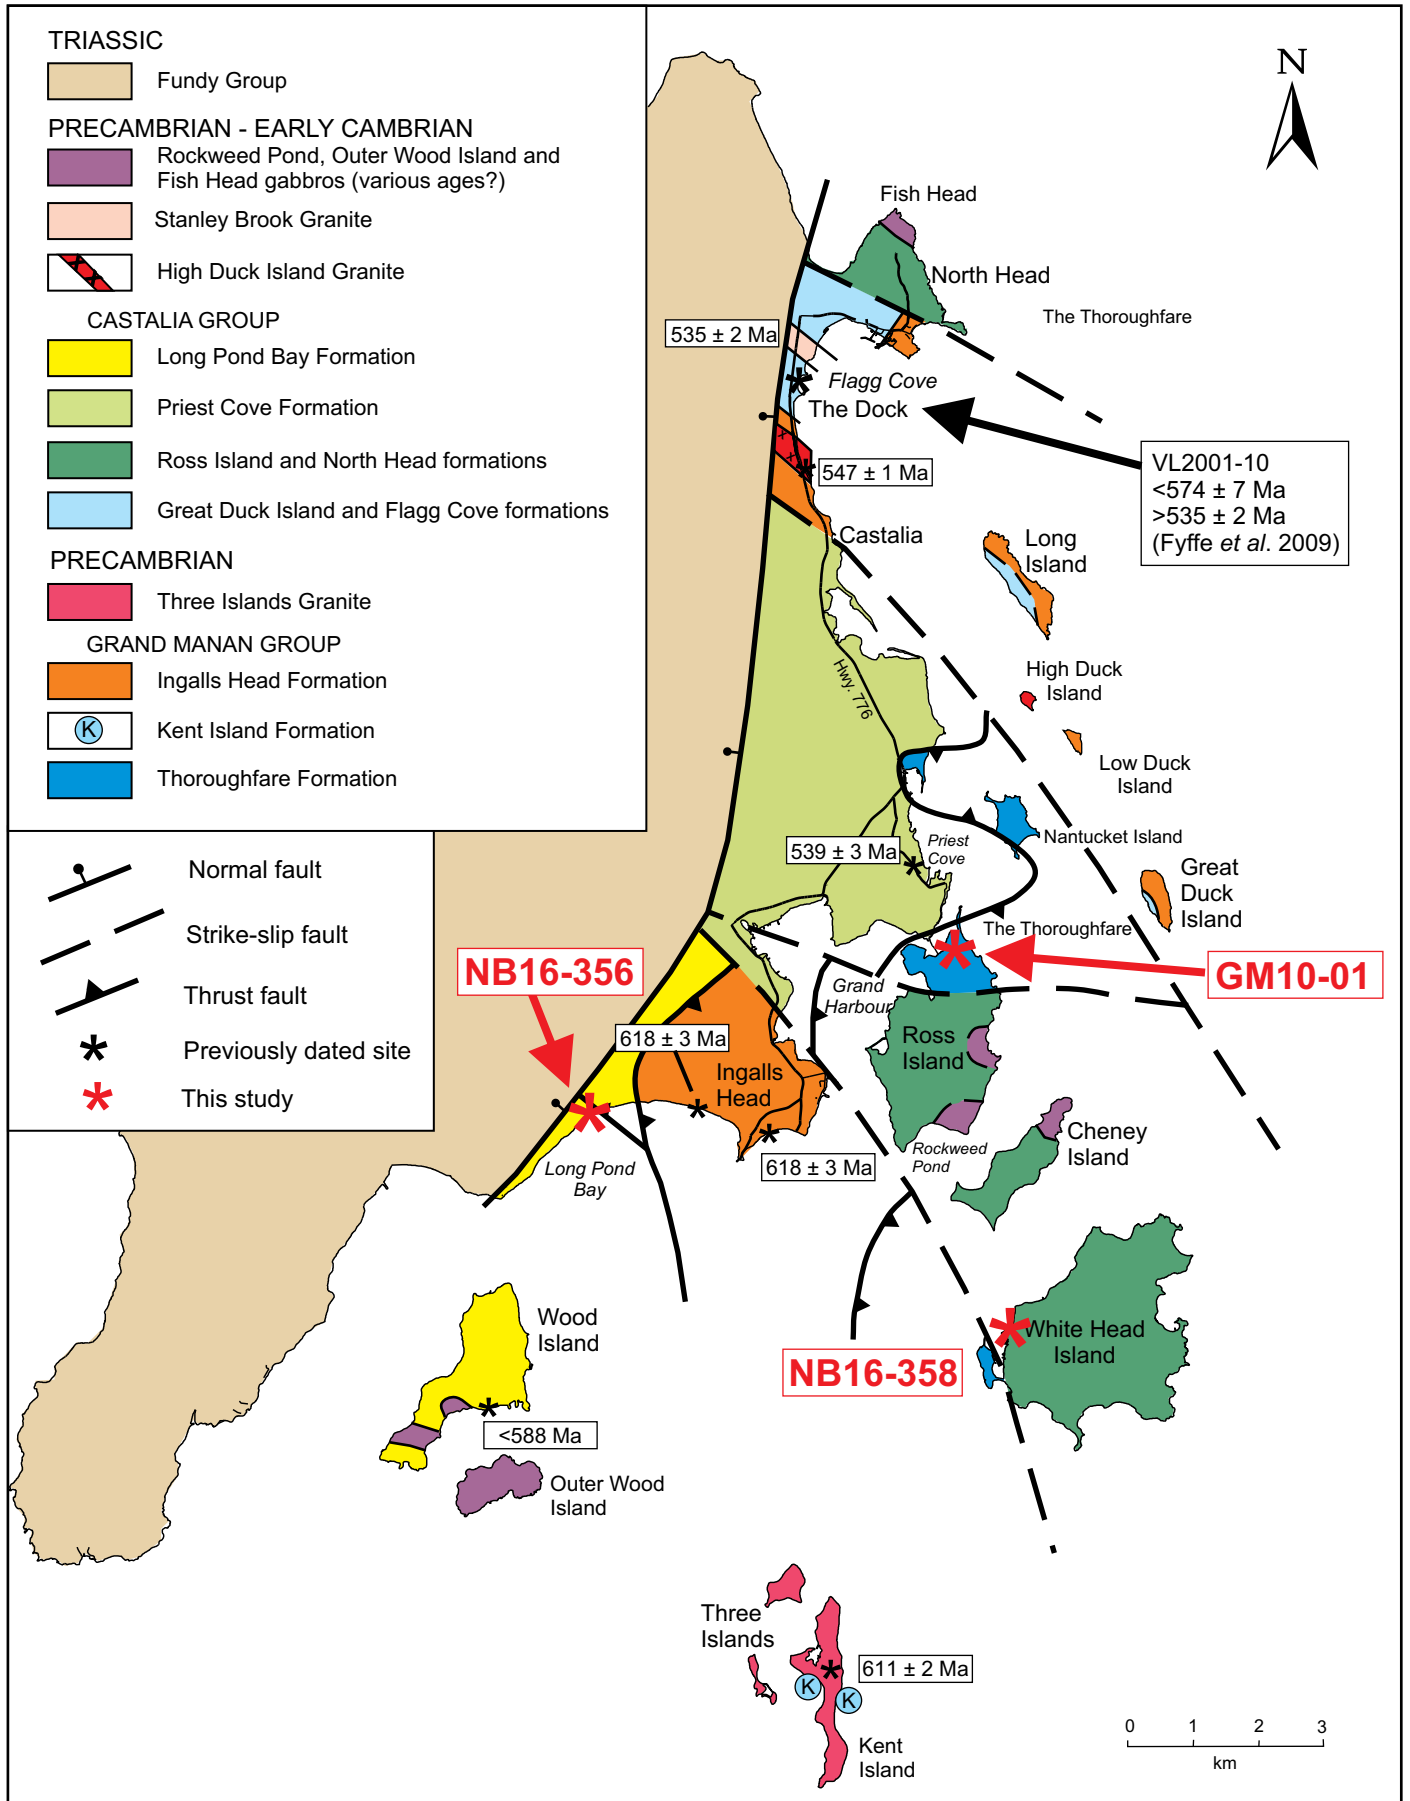 TRIASSIC
Fundy Group
PRECAMBRIAN - EARLY CAMBRIAN
Rockweed Pond, Outer Wood Island and
Fish Head gabbros (various ages?)
Stanley Brook Granite
High Duck Island Granite
CASTALIA GROUP
Long Pond Bay Formation
Priest Cove Formation
Ross Island and North Head formations
Great Duck Island and Flagg Cove formations
PRECAMBRIAN
Three Islands Granite
GRAND MANAN GROUP
Ingalls Head Formation
K
Kent Island Formation
Thoroughfare Formation
Normal fault
Strike-slip fault
Thrust fault
Previously dated site
This study
N
Fish Head
North Head
The Thoroughfare
535 ± 2 Ma
Flagg Cove
The Dock
VL2001-10
<574 ± 7 Ma
>535 ± 2 Ma
(Fyffe et al. 2009)
x
x
547 ± 1 Ma
Castalia
Long
Island
Hwy. 776
High Duck
Island
Low Duck
Island
Nantucket Island
539 ± 3 Ma
Priest
Cove
Great
Duck
Island
The Thoroughfare
NB16-356
GM10-01
Grand
Harbour
618 ± 3 Ma
Ross
Island
Ingalls
Head
Cheney
Island
Rockweed
Pond
618 ± 3 Ma
Long Pond
Bay
Wood
Island
White Head
Island
NB16-358
<588 Ma
Outer Wood
Island
Three
Islands
611 ± 2 Ma
K
K
Kent
Island
0 1 2 3
km